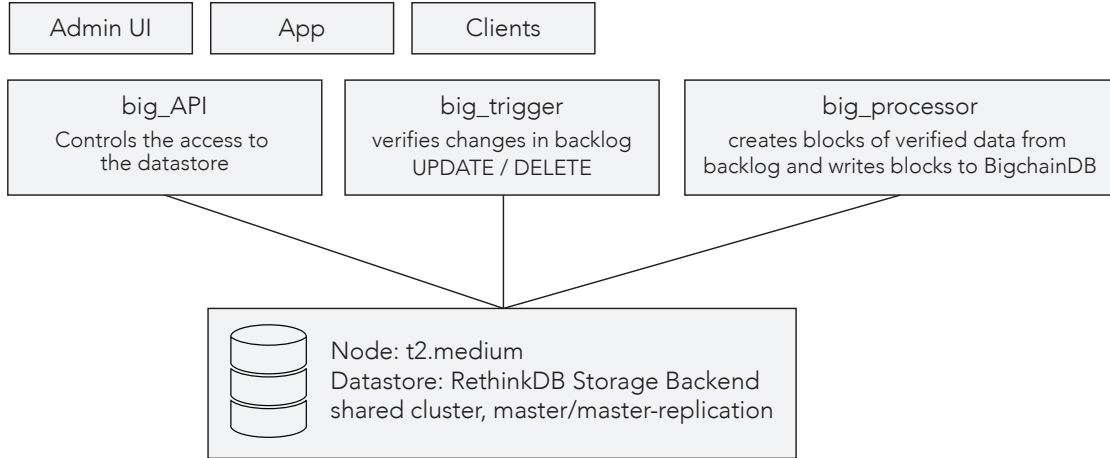 Admin UI
App
Clients
big_API
Controls the access to
the datastore
big_trigger
verifies changes in backlog
UPDATE / DELETE
big_processor
creates blocks of verified data from
backlog and writes blocks to BigchainDB
Node: t2.medium
Datastore: RethinkDB Storage Backend
shared cluster, master/master-replication